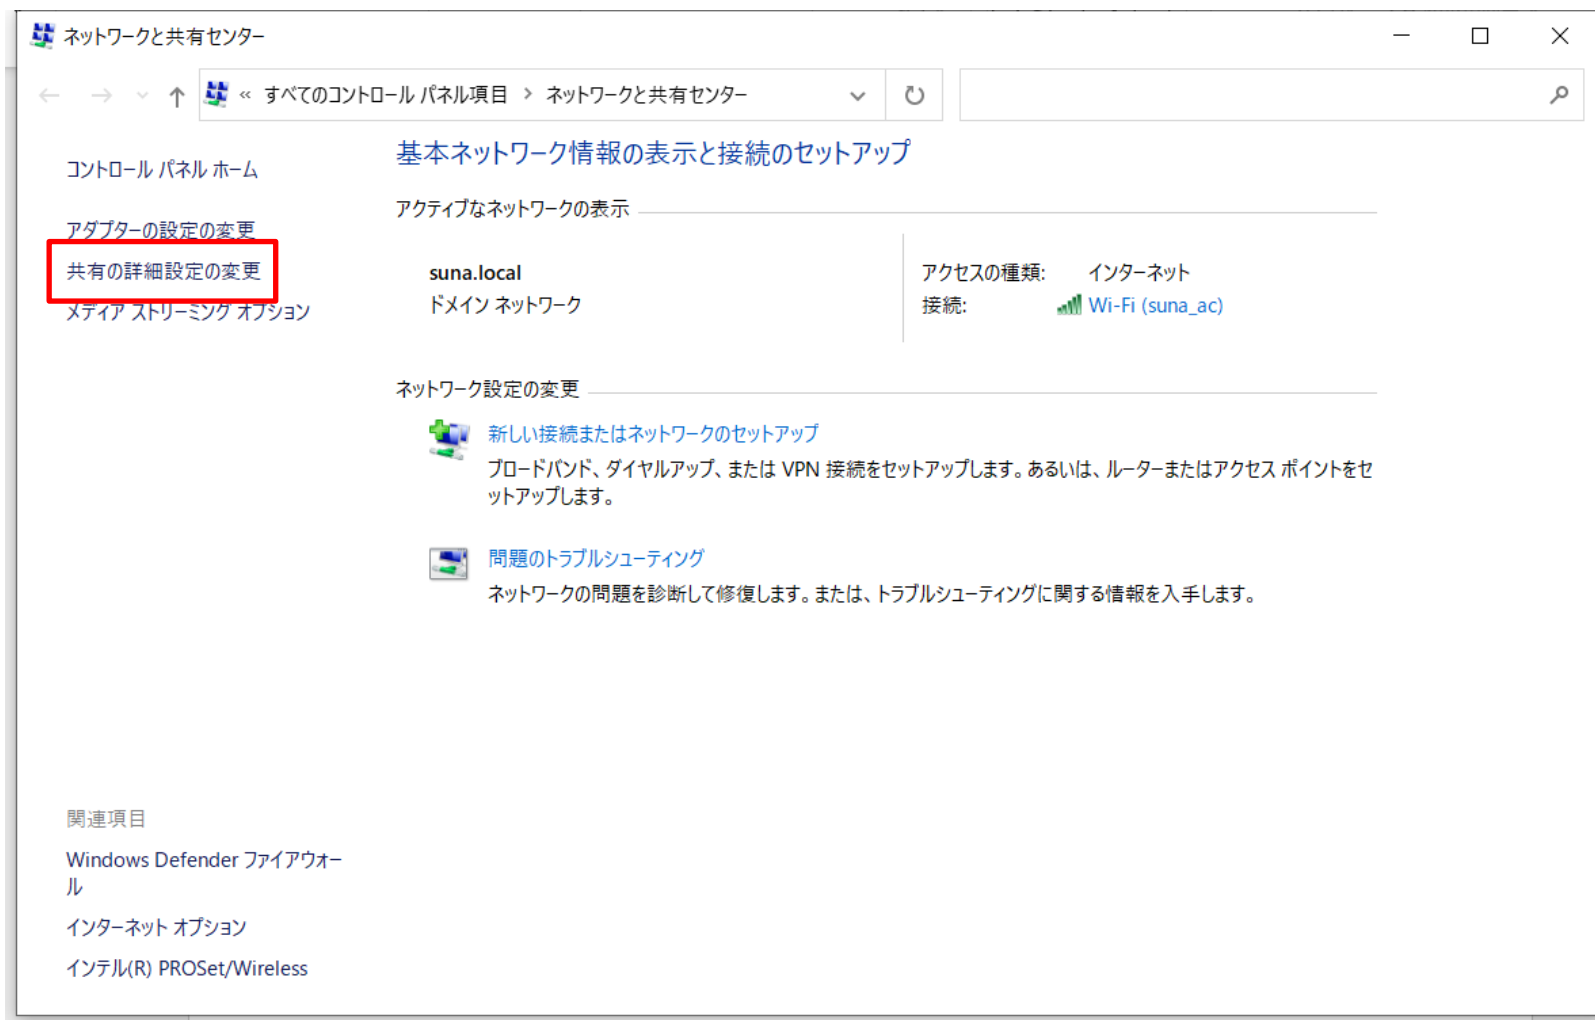 ネットワークと共有センター
« すべてのコントロール パネル項目 > ネットワークと共有センター
コントロール パネル ホーム
アダプターの設定の変更
共有の詳細設定の変更
メディア ストリーミング オプション
基本ネットワーク情報の表示と接続のセットアップ
アクティブなネットワークの表示
suna.local
ドメイン ネットワーク
アクセスの種類: インターネット
接続: Wi-Fi (suna_ac)
ネットワーク設定の変更
新しい接続またはネットワークのセットアップ
ブロードバンド、ダイヤルアップ、または VPN 接続をセットアップします。あるいは、ルーターまたはアクセス ポイントをセ
ットアップします。
問題のトラブルシューティング
ネットワークの問題を診断して修復します。または、トラブルシューティングに関する情報を入手します。
関連項目
Windows Defender ファイアウォー
ル
インターネット オプション
インテル(R) PROSet/Wireless